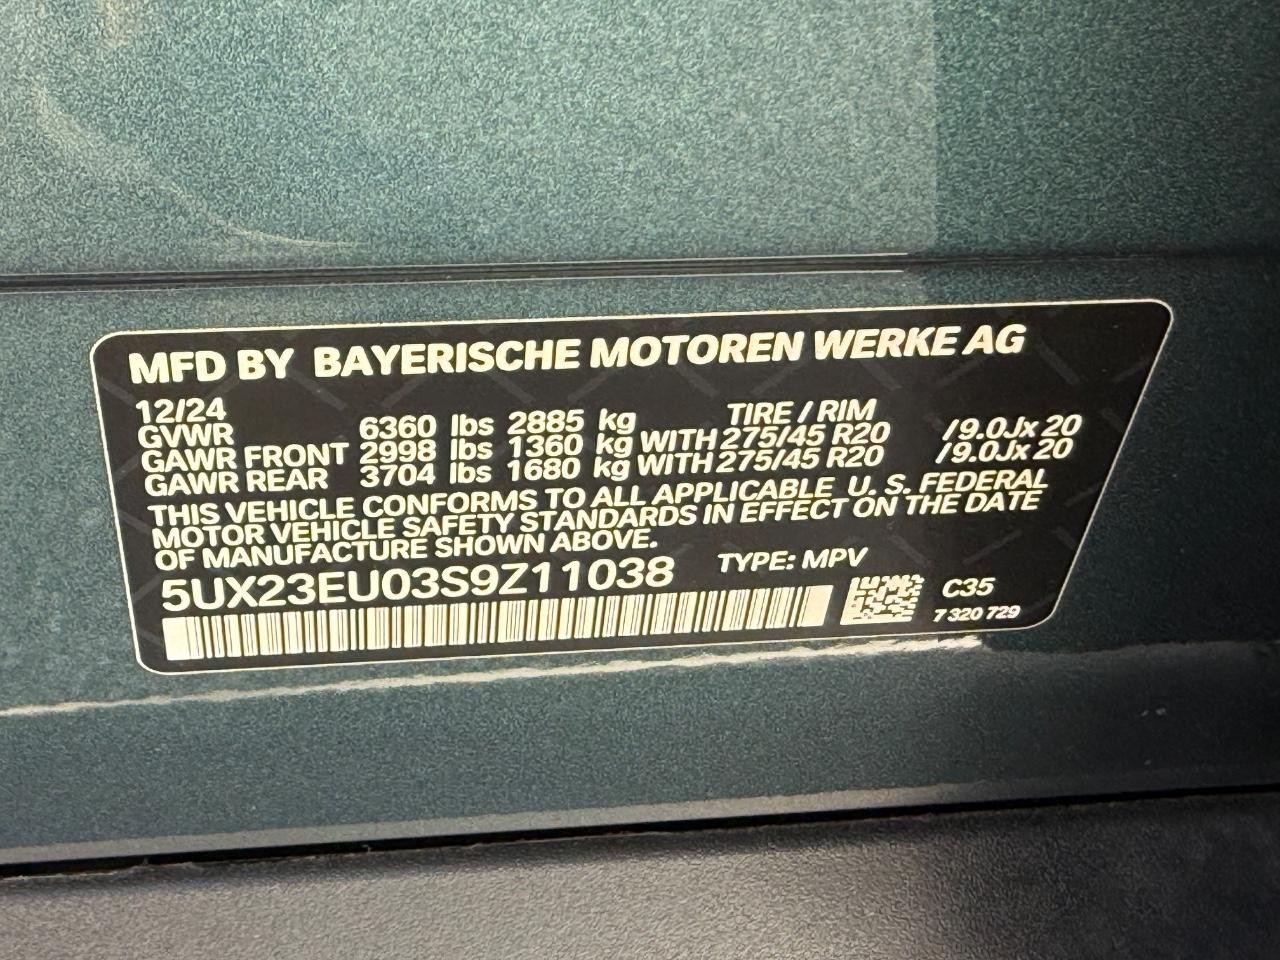 MFD BY BAYERISCHE MOTOREN WERKE AG
12/24 TIRE / RIM
GVWR 6360 lbs 2885 kg
GAWR FRONT 2998 lbs 1360 kg WITH 275/45 R20 /9.0Jx 20
GAWR REAR 3704 lbs 1680 kg WITH 275/45 R20 /9.0Jx 20
THIS VEHICLE CONFORMS TO ALL APPLICABLE U. S. FEDERAL
MOTOR VEHICLE SAFETY STANDARDS IN EFFECT ON THE DATE
OF MANUFACTURE SHOWN ABOVE.
5UX23EU03S9Z11038 TYPE: MPV
C35
7 320 729